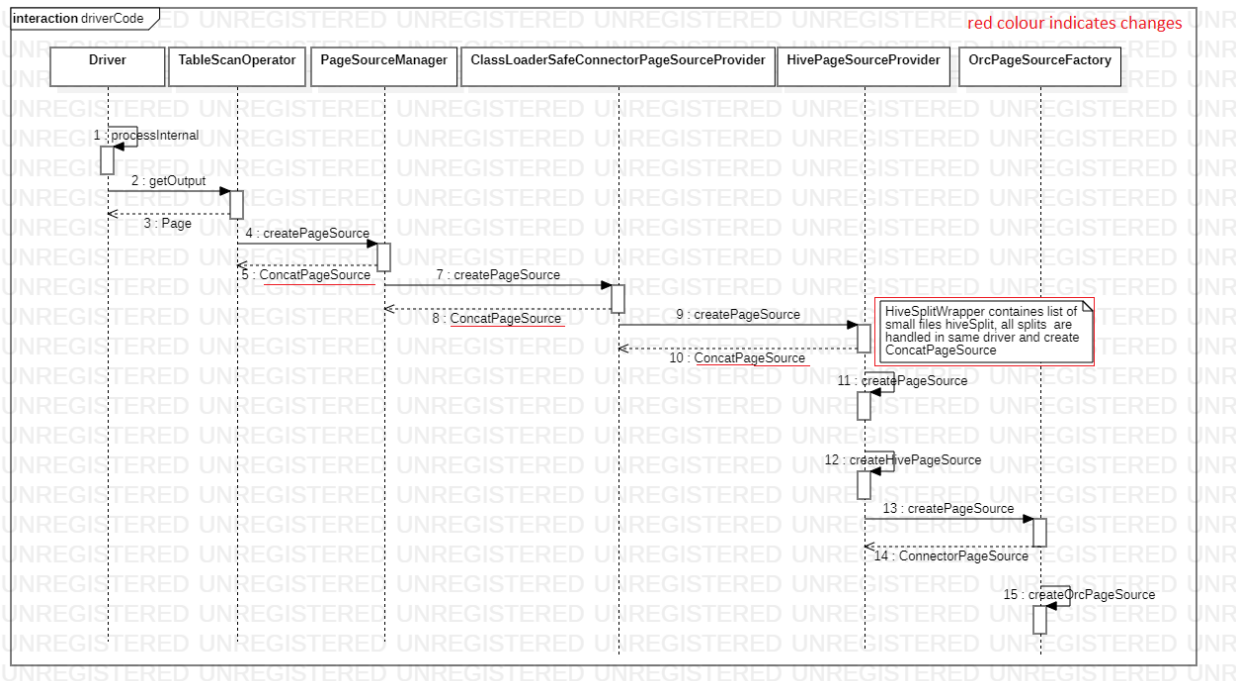 interaction driverCode
red colour indicates changes
Driver
TableScanOperator
PageSourceManager
ClassLoaderSafeConnectorPageSourceProvider
HivePageSourceProvider
OrcPageSourceFactory
1 : processInternal
2 : getOutput
3 : Page
4 : createPageSource
5 : ConcatPageSource
7 : createPageSource
8 : ConcatPageSource
9 : createPageSource
HiveSplitWrapper containes list of
small files hiveSplit, all splits are
handled in same driver and create
ConcatPageSource
10 : ConcatPageSource
11 : createPageSource
12 : createHivePageSource
13 : createPageSource
14 : ConnectorPageSource
15 : createOrcPageSource
UNREGISTERED